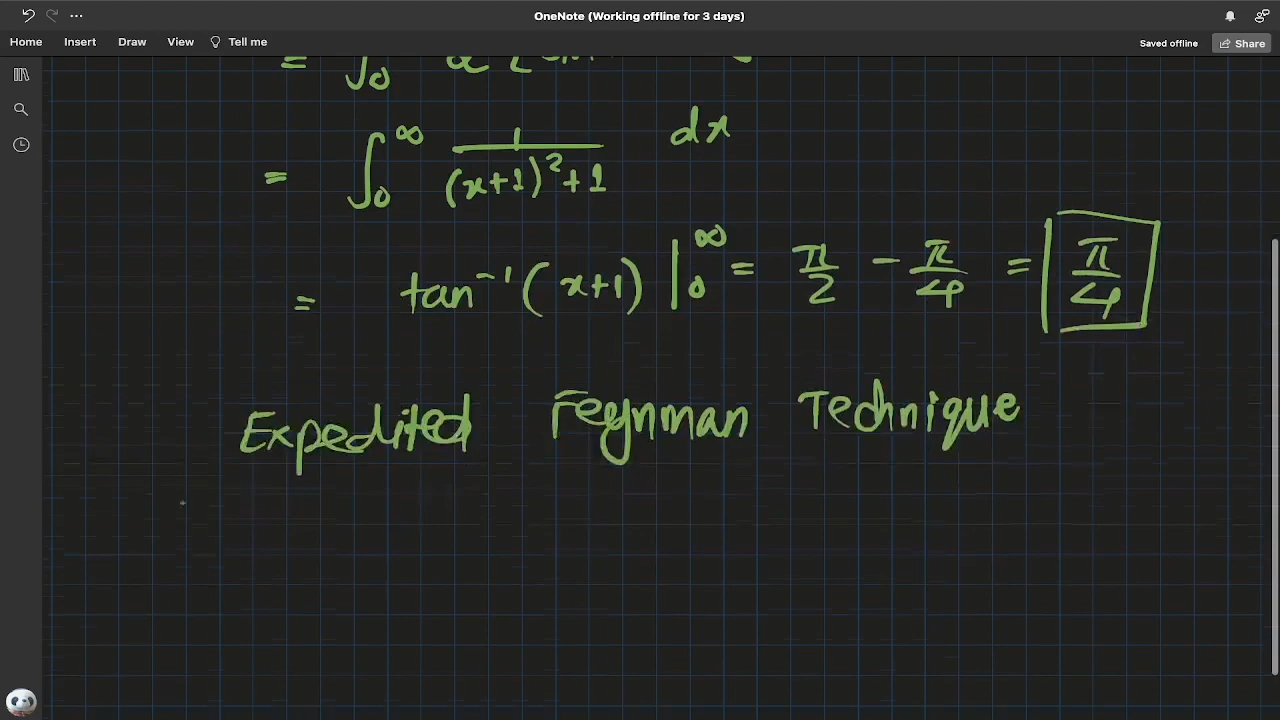 OneNote (Working offline for 3 days)
Home Insert Draw View Tell me
Saved offline Share
= ∫₀^∞ 1/((x+1)²+1) dx
= tan⁻¹(x+1) |₀^∞ = π/2 − π/4 = π/4
Expedited Feynman Technique